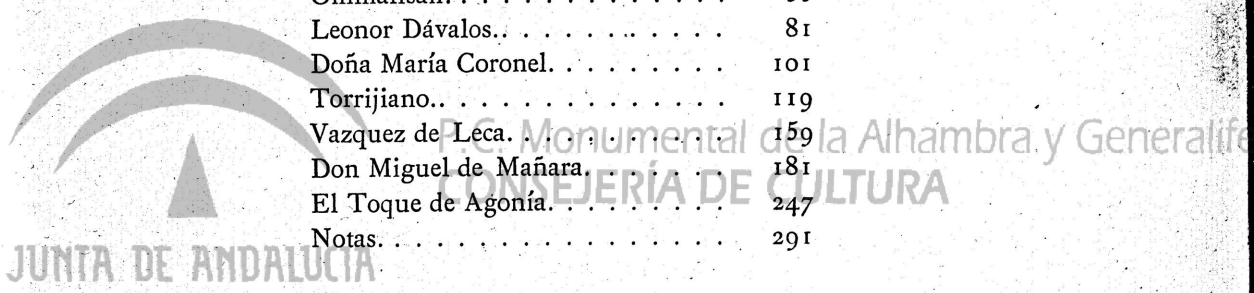 Leonor Dávalos.. . . . . . . . . . . 81
Doña María Coronel. . . . . . . . . 101
Torrijiano.. . . . . . . . . . . . . . 119
Vazquez de Leca. . . . . . . . . . . 159
Don Miguel de Mañara. . . . . . . 181
El Toque de Agonía. . . . . . . . . 247
Notas. . . . . . . . . . . . . . . . . 291
P.C. Monumental de la Alhambra y Generalife
CONSEJERÍA DE CULTURA
JUNTA DE ANDALUCIA